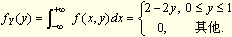 f_Y(y) = ∫_{-∞}^{+∞} f(x, y)dx = { 2 − 2y, 0 ≤ y ≤ 1
0, 其他.